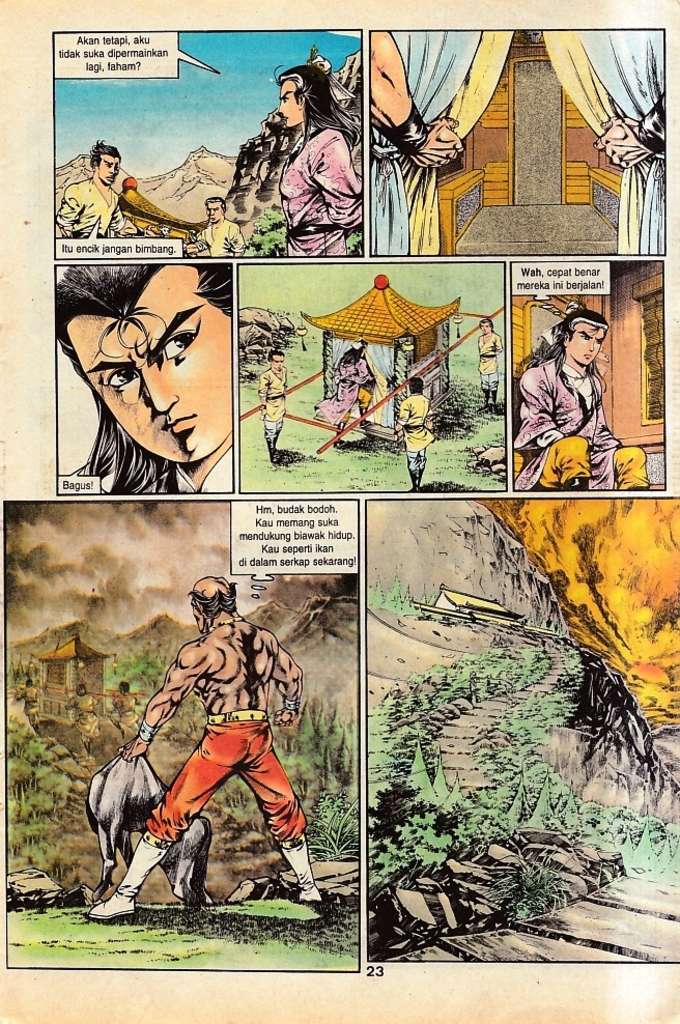 Akan tetapi, aku
tidak suka dipermainkan
lagi, faham?
Itu encik jangan bimbang.
Bagus!
Wah, cepat benar
mereka ini berjalan!
Hm, budak bodoh.
Kau memang suka
mendukung biawak hidup.
Kau seperti ikan
di dalam serkap sekarang!
23